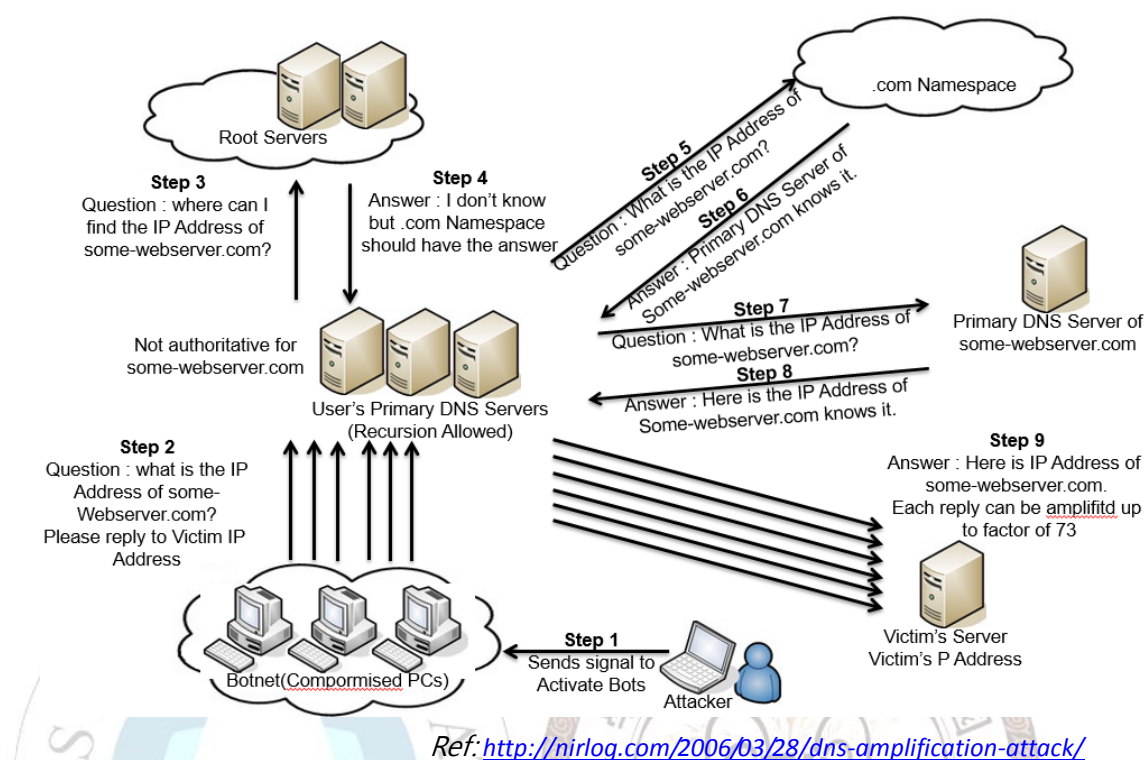 Root Servers
.com Namespace
Step 3
Question : where can I
find the IP Address of
some-webserver.com?
Step 4
Answer : I don't know
but .com Namespace
should have the answer
Step 5
Question : What is the IP Address of
some-webserver.com?
Step 6
Answer : Primary DNS Server of
Some-webserver.com knows it.
Step 7
Question : What is the IP Address of
some-webserver.com?
Primary DNS Server of
some-webserver.com
Step 8
Answer : Here is the IP Address of
Some-webserver.com knows it.
Not authoritative for
some-webserver.com
User's Primary DNS Servers
(Recursion Allowed)
Step 2
Question : what is the IP
Address of some-
Webserver.com?
Please reply to Victim IP
Address
Step 9
Answer : Here is IP Address of
some-webserver.com.
Each reply can be amplifitd up
to factor of 73
Victim's Server
Victim's P Address
Step 1
Sends signal to
Activate Bots
Attacker
Botnet(Compormised PCs)
Ref: http://nirlog.com/2006/03/28/dns-amplification-attack/